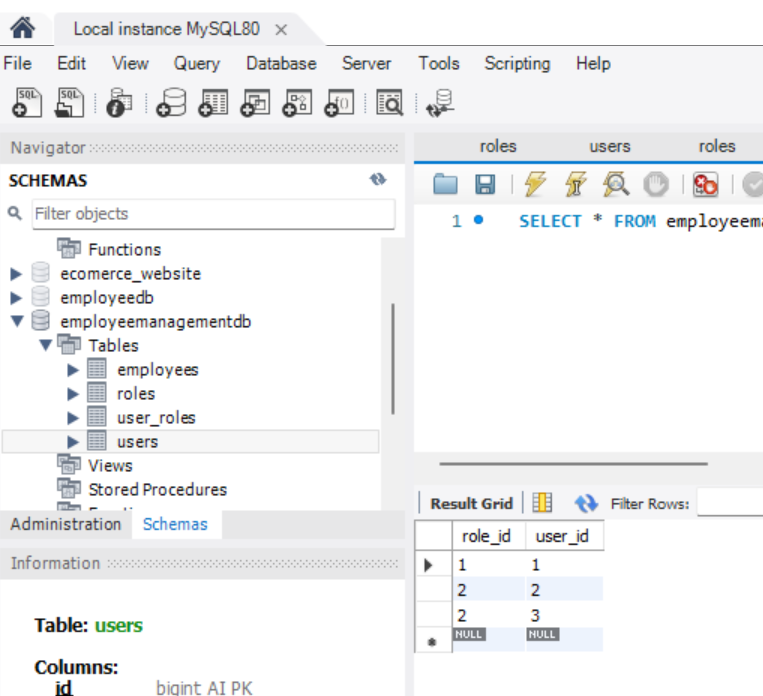 Local instance MySQL80 ×
File Edit View Query Database Server Tools Scripting Help
SQL SQL
Navigator
SCHEMAS
Filter objects
Functions
ecomerce_website
employeedb
employeemanagementdb
Tables
employees
roles
user_roles
users
Views
Stored Procedures
Administration Schemas
Information
Table: users
Columns:
id bigint AI PK
roles users roles
1 SELECT * FROM employeema
Result Grid Filter Rows:
role_id user_id
1 1
2 2
2 3
NULL NULL